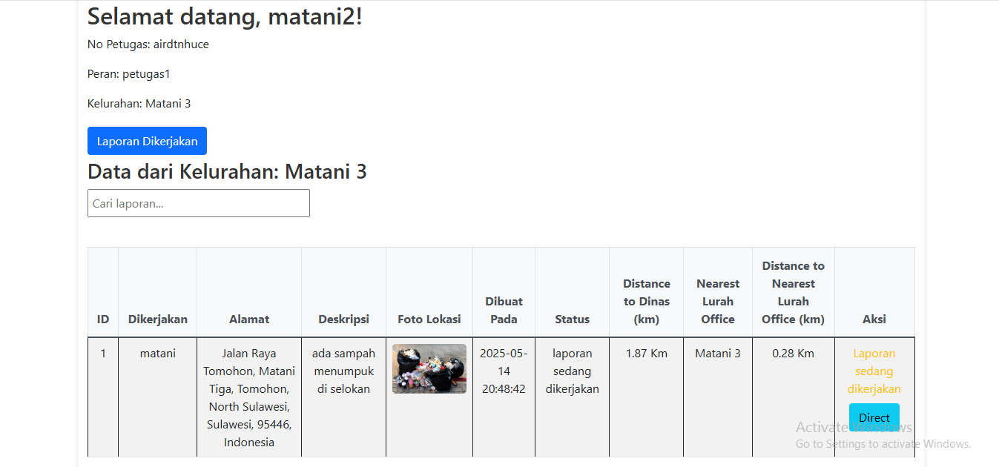 Selamat datang, matani2!
No Petugas: airdtnhuce
Peran: petugas1
Kelurahan: Matani 3
Laporan Dikerjakan
Data dari Kelurahan: Matani 3
Cari laporan...
ID
Dikerjakan
Alamat
Deskripsi
Foto Lokasi
Dibuat
Pada
Status
Distance
to Dinas
(km)
Nearest
Lurah
Office
Distance to
Nearest
Lurah
Office (km)
Aksi
1
matani
Jalan Raya
Tomohon, Matani
Tiga, Tomohon,
North Sulawesi,
Sulawesi, 95446,
Indonesia
ada sampah
menumpuk
di selokan
2025-05-
14
20:48:42
laporan
sedang
dikerjakan
1.87 Km
Matani 3
0.28 Km
Laporan
sedang
dikerjakan
Direct
Activate Windows
Go to Settings to activate Windows.